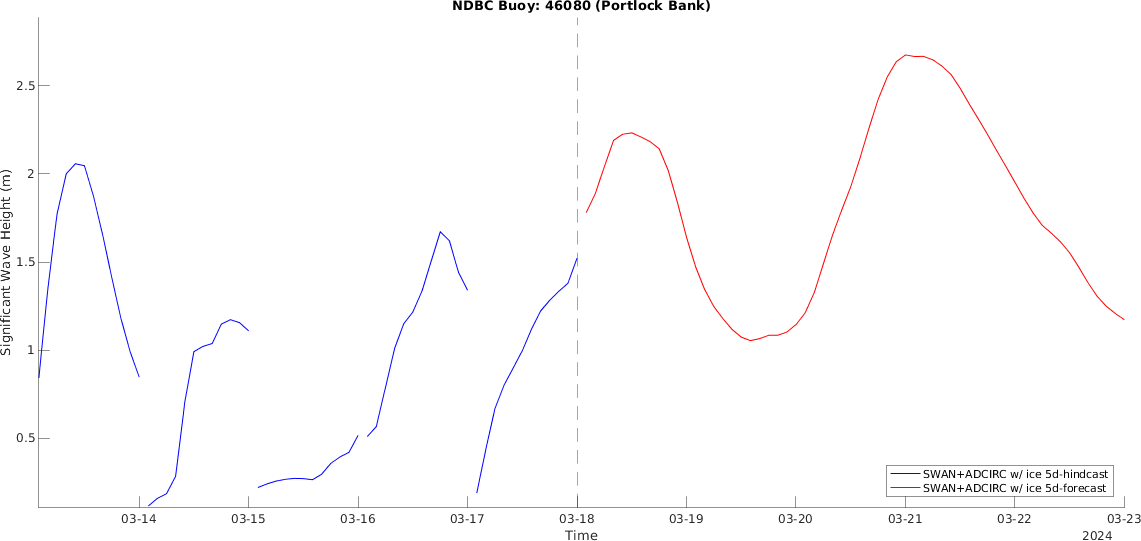 NDBC Buoy: 46080 (Portlock Bank)
Significant Wave Height (m)
2.5
2
1.5
1
0.5
SWAN+ADCIRC w/ ice 5d-hindcast
SWAN+ADCIRC w/ ice 5d-forecast
03-14 03-15 03-16 03-17 03-18 03-19 03-20 03-21 03-22 03-23
Time
2024